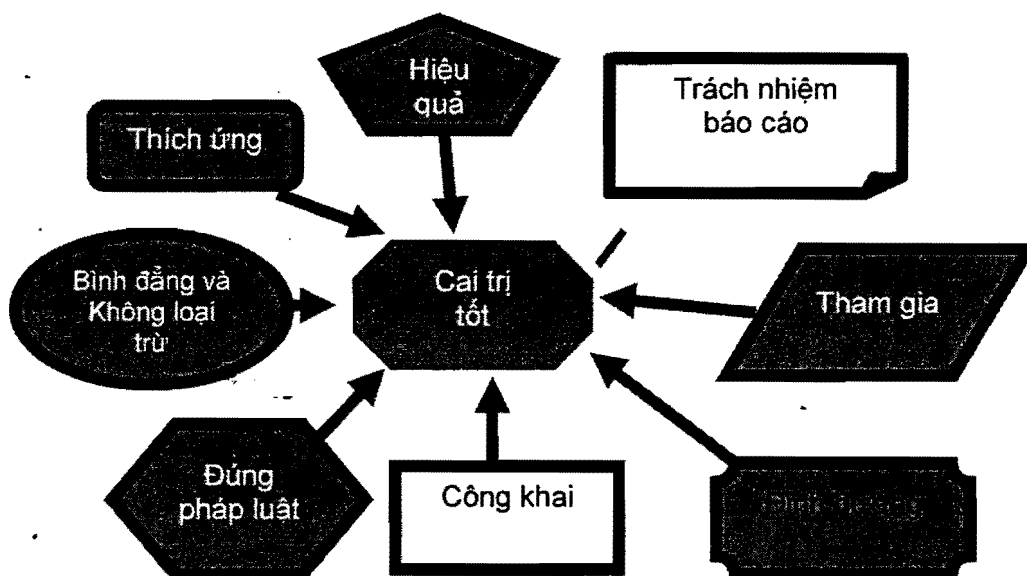 Hiệu
quả
Trách nhiệm
báo cáo
Thích ứng
Bình đẳng và
Không loại
trừ
Cai trị
tốt
Tham gia
Đúng
pháp luât
Công khai